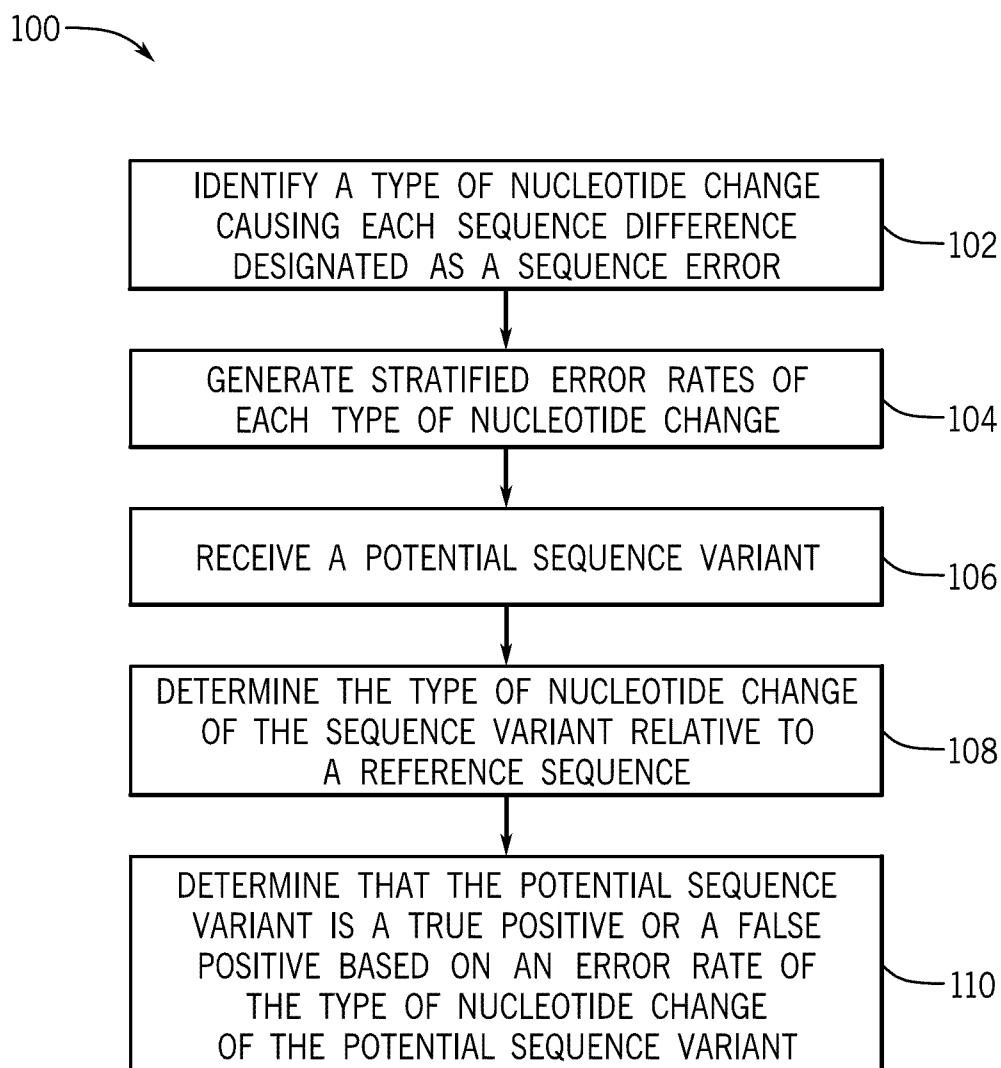 100
IDENTIFY A TYPE OF NUCLEOTIDE CHANGE
CAUSING EACH SEQUENCE DIFFERENCE
DESIGNATED AS A SEQUENCE ERROR
102
GENERATE STRATIFIED ERROR RATES OF
EACH TYPE OF NUCLEOTIDE CHANGE
104
RECEIVE A POTENTIAL SEQUENCE VARIANT
106
DETERMINE THE TYPE OF NUCLEOTIDE CHANGE
OF THE SEQUENCE VARIANT RELATIVE TO
A REFERENCE SEQUENCE
108
DETERMINE THAT THE POTENTIAL SEQUENCE
VARIANT IS A TRUE POSITIVE OR A FALSE
POSITIVE BASED ON AN ERROR RATE OF
THE TYPE OF NUCLEOTIDE CHANGE
OF THE POTENTIAL SEQUENCE VARIANT
110